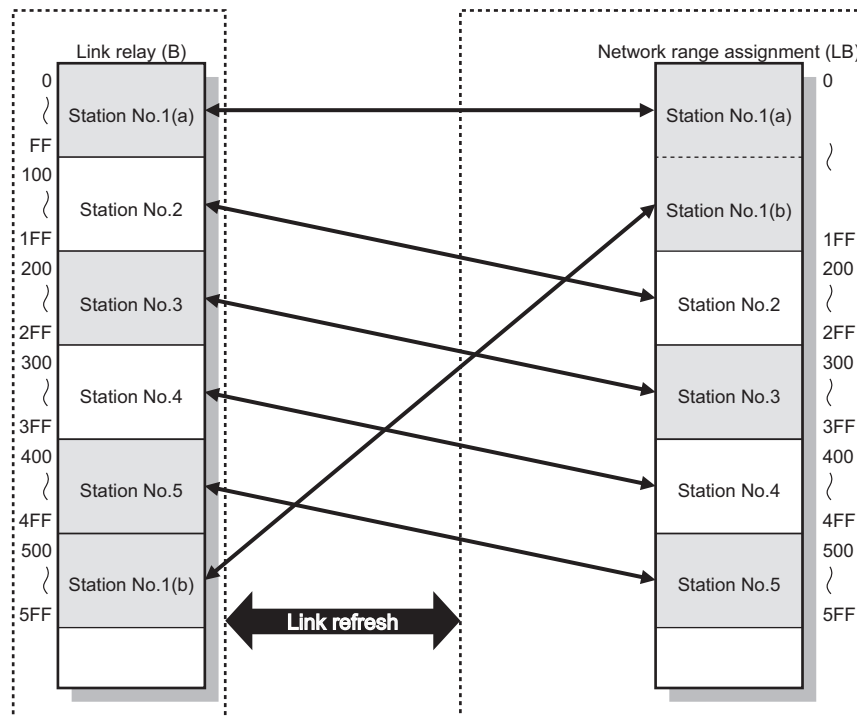 Link relay (B)
0
FF
100
1FF
200
2FF
300
3FF
400
4FF
500
5FF
Station No.1(a)
Station No.2
Station No.3
Station No.4
Station No.5
Station No.1(b)
Link refresh
Network range assignment (LB)
Station No.1(a)
Station No.1(b)
Station No.2
Station No.3
Station No.4
Station No.5
0
1FF
200
2FF
300
3FF
400
4FF
500
5FF